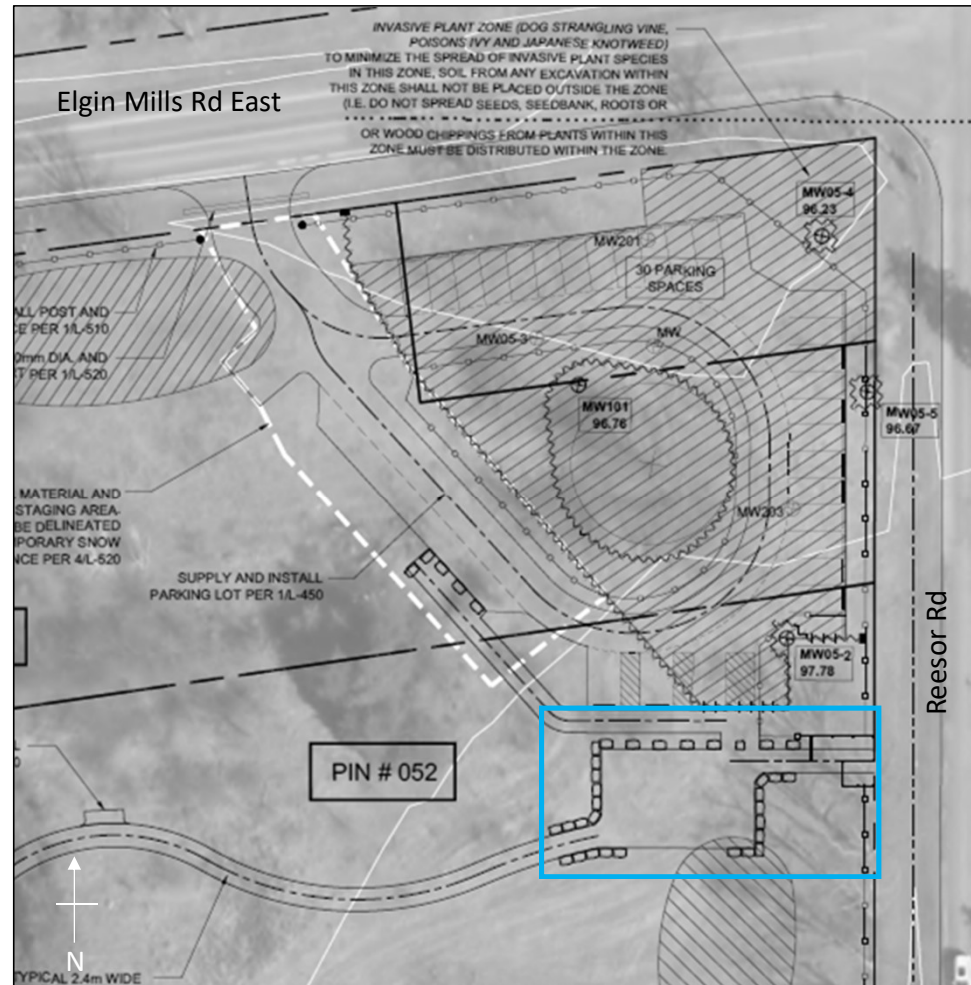 INVASIVE PLANT ZONE (DOG STRANGLING VINE,
POISONS IVY AND JAPANESE KNOTWEED)
TO MINIMIZE THE SPREAD OF INVASIVE PLANT SPECIES
IN THIS ZONE, SOIL FROM ANY EXCAVATION WITHIN
THIS ZONE SHALL NOT BE PLACED OUTSIDE THE ZONE
(I.E. DO NOT SPREAD SEEDS, SEEDBANK, ROOTS OR
OR WOOD CHIPPINGS FROM PLANTS WITHIN THIS
ZONE MUST BE DISTRIBUTED WITHIN THE ZONE.
Elgin Mills Rd East
MW05-4
96.23
MW201
30 PARKING
SPACES
ALL POST AND
CE PER 1/L-510
0mm DIA. AND
RT PER 1/L-520
MW05-3
MW
MW101
96.76
MW05-5
96.67
MATERIAL AND
STAGING AREA-
BE DELINEATED
PORARY SNOW
NCE PER 4/L-520
MW203
SUPPLY AND INSTALL
PARKING LOT PER 1/L-450
MW05-2
97.78
Reesor Rd
PIN # 052
N
TYPICAL 2.4m WIDE